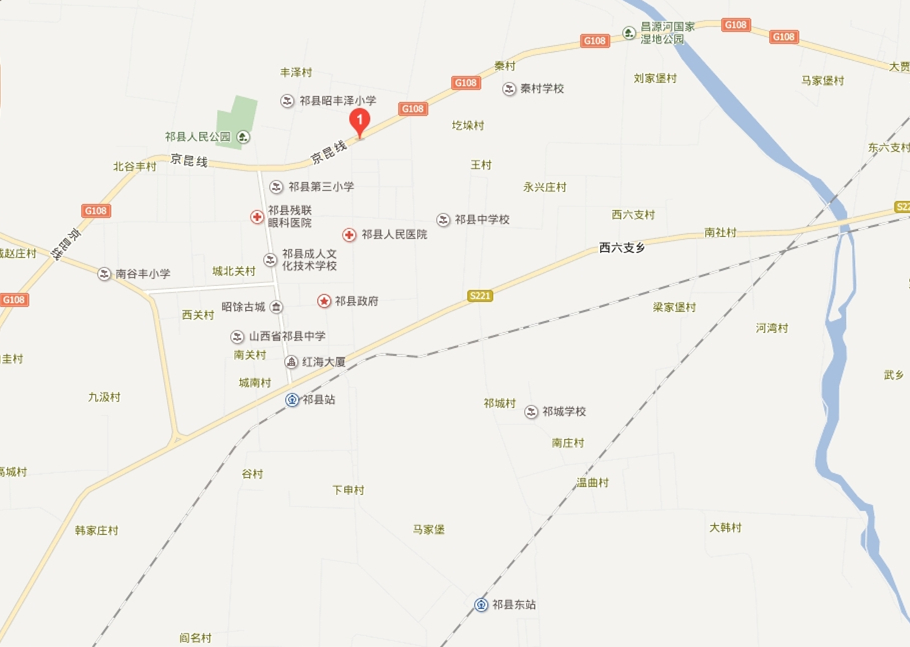 昌源河国家
湿地公园
G108
G108
G108
大贾
秦村
丰泽村
刘家堡村
马家堡村
G108
秦村学校
祁县昭丰泽小学
G108
1
圪垛村
祁县人民公园
京昆线
京昆线
东六支村
北谷丰村
王村
祁县第三小学
永兴庄村
G108
祁县残联
眼科医院
祁县中学校
西六支村
S22
京昆线
祁县人民医院
南社村
西六支乡
城赵庄村
祁县成人文
化技术学校
南谷丰小学
城北关村
G108
昭馀古城
祁县政府
S221
梁家堡村
西关村
河湾村
山西省祁县中学
南关村
圭村
红海大厦
武乡
城南村
九汲村
祁县站
祁城村
祁城学校
南庄村
高城村
谷村
下申村
温曲村
韩家庄村
马家堡
大韩村
祁县东站
阎名村